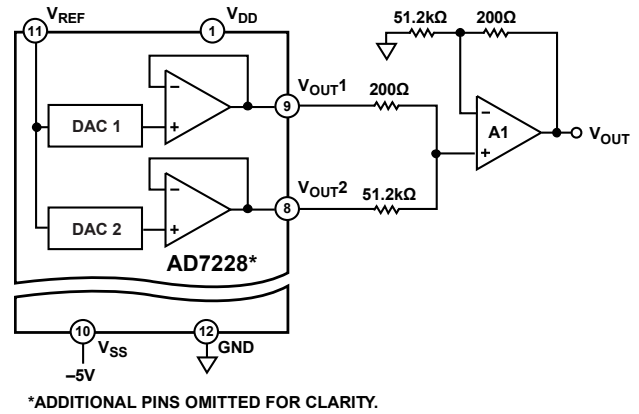 VREF
VDD
11
1
51.2kΩ
200Ω
VOUT1
200Ω
9
DAC 1
−
+
−
A1
+
VOUT
VOUT2
51.2kΩ
8
DAC 2
−
+
AD7228*
10
VSS
12
GND
–5V
*ADDITIONAL PINS OMITTED FOR CLARITY.